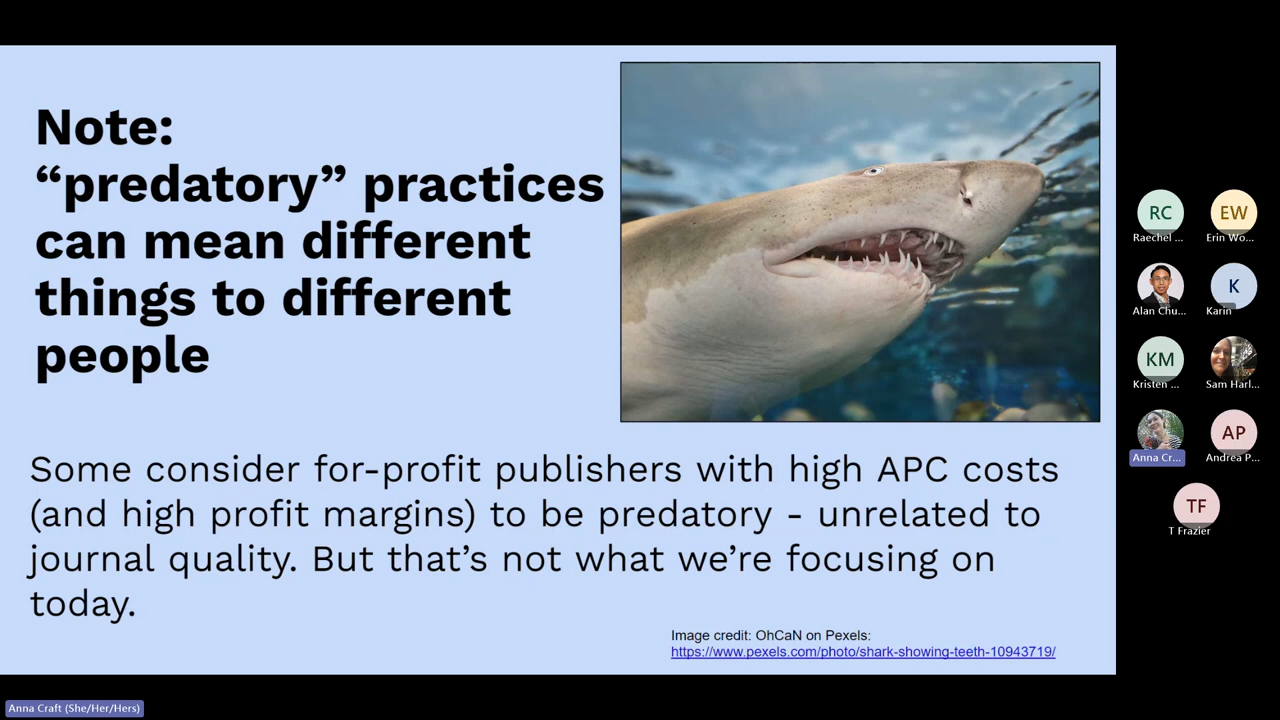 Note:
“predatory” practices
can mean different
things to different
people
Some consider for-profit publishers with high APC costs
(and high profit margins) to be predatory - unrelated to
journal quality. But that’s not what we’re focusing on
today.
Image credit: OhCaN on Pexels:
https://www.pexels.com/photo/shark-showing-teeth-10943719/
RC
Raechel ...
EW
Erin Wo...
Alan Chu...
K
Karin
KM
Kristen ...
Sam Harl...
Anna Cr...
AP
Andrea P...
TF
T Frazier
Anna Craft (She/Her/Hers)